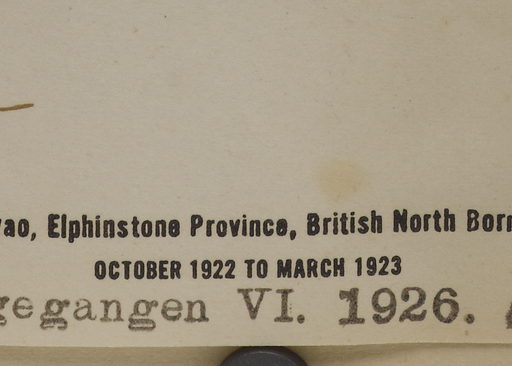 Elphinstone Province, British North
OCTOBER 1922 TO MARCH 1923
VI. 1926.